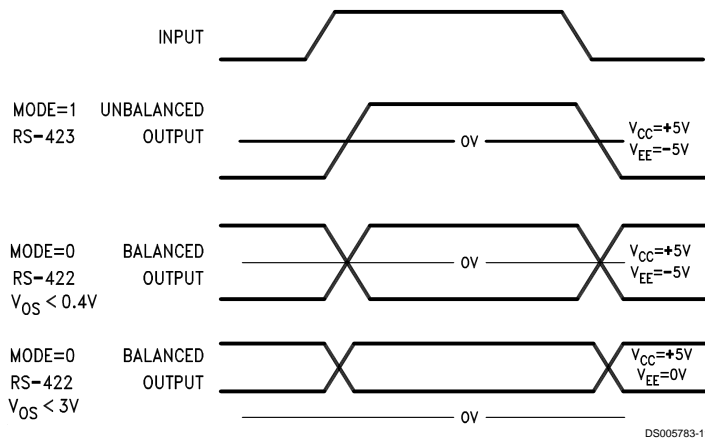 INPUT
MODE=1 UNBALANCED
RS-423 OUTPUT
0V
VCC=+5V
VEE=-5V
MODE=0 BALANCED
RS-422 OUTPUT
VOS < 0.4V
0V
VCC=+5V
VEE=-5V
MODE=0 BALANCED
RS-422 OUTPUT
VOS < 3V
VCC=+5V
VEE=0V
0V
DS005783-1